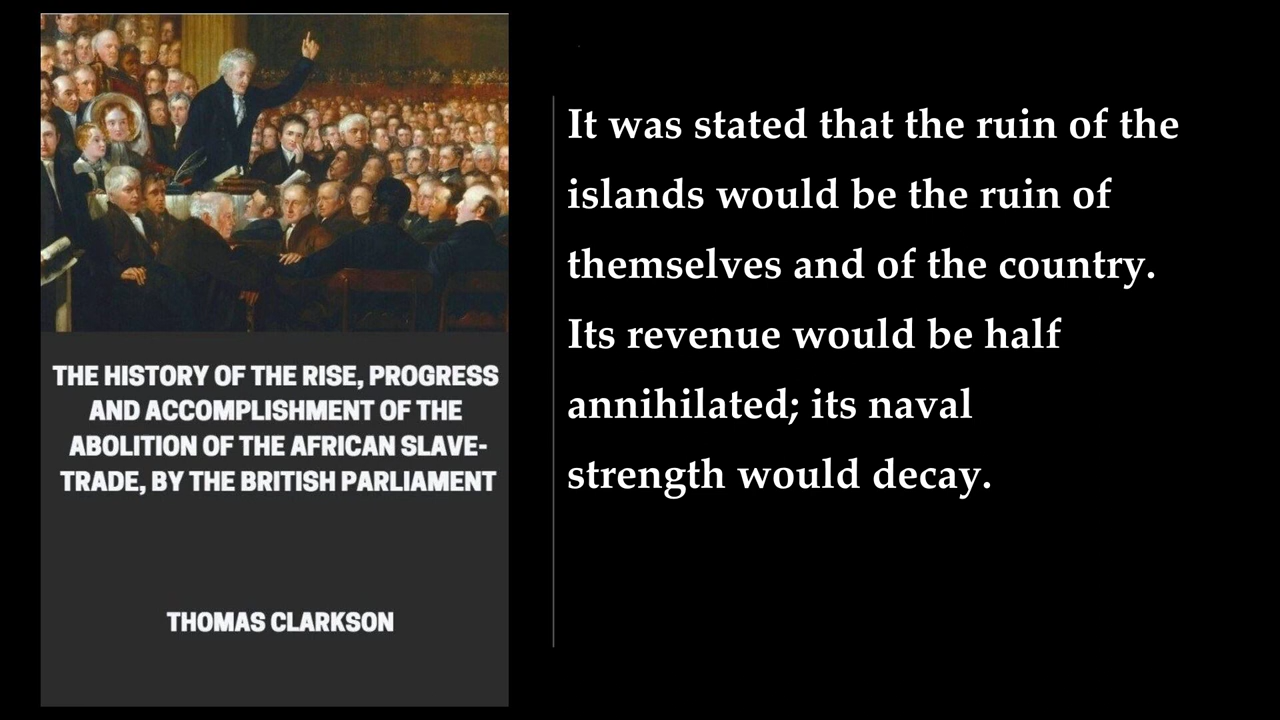 THE HISTORY OF THE RISE, PROGRESS
AND ACCOMPLISHMENT OF THE
ABOLITION OF THE AFRICAN SLAVE-
TRADE, BY THE BRITISH PARLIAMENT
THOMAS CLARKSON
It was stated that the ruin of the
islands would be the ruin of
themselves and of the country.
Its revenue would be half
annihilated; its naval
strength would decay.